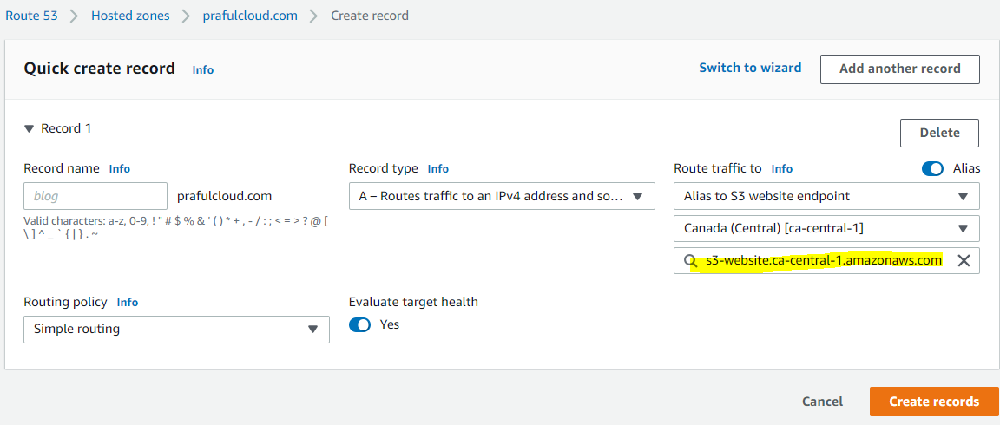 Route 53 > Hosted zones > prafulcloud.com > Create record
Quick create record Info
Switch to wizard
Add another record
Record 1
Delete
Record name Info
blog
prafulcloud.com
Valid characters: a-z, 0-9, ! " # $ % & ' ( ) * + , - / : ; < = > ? @ [
\ ] ^ _ ` { | } . ~
Record type Info
A – Routes traffic to an IPv4 address and so...
Route traffic to Info
Alias
Alias to S3 website endpoint
Canada (Central) [ca-central-1]
s3-website.ca-central-1.amazonaws.com
Routing policy Info
Simple routing
Evaluate target health
Yes
Cancel
Create records